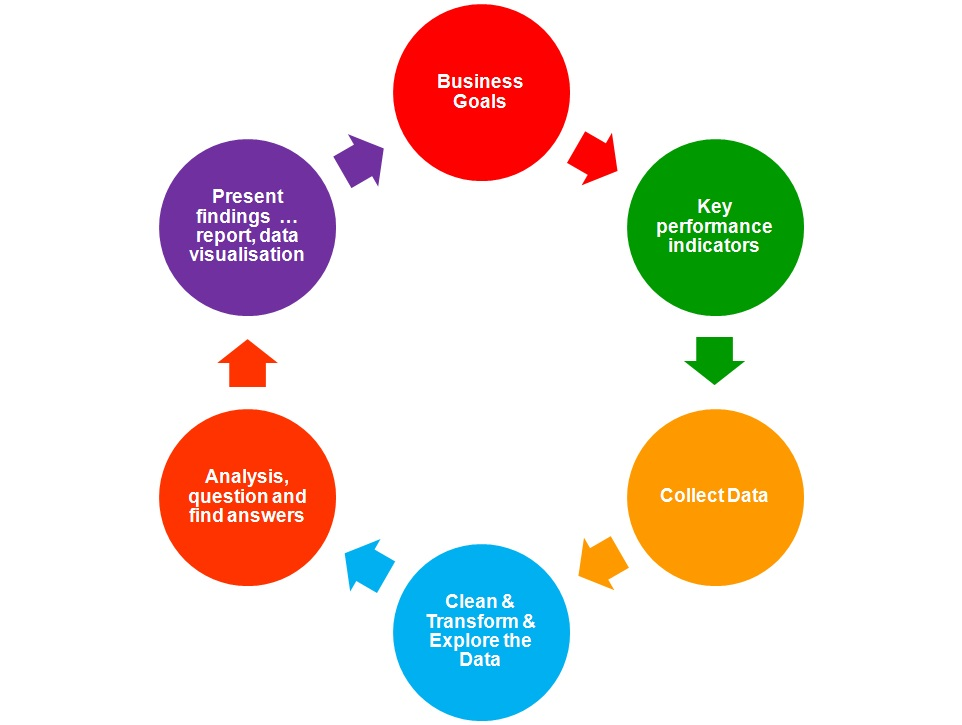 Business
Goals
Key
performance
indicators
Collect Data
Clean &
Transform &
Explore the
Data
Analysis,
question and
find answers
Present
findings  …
report, data
visualisation